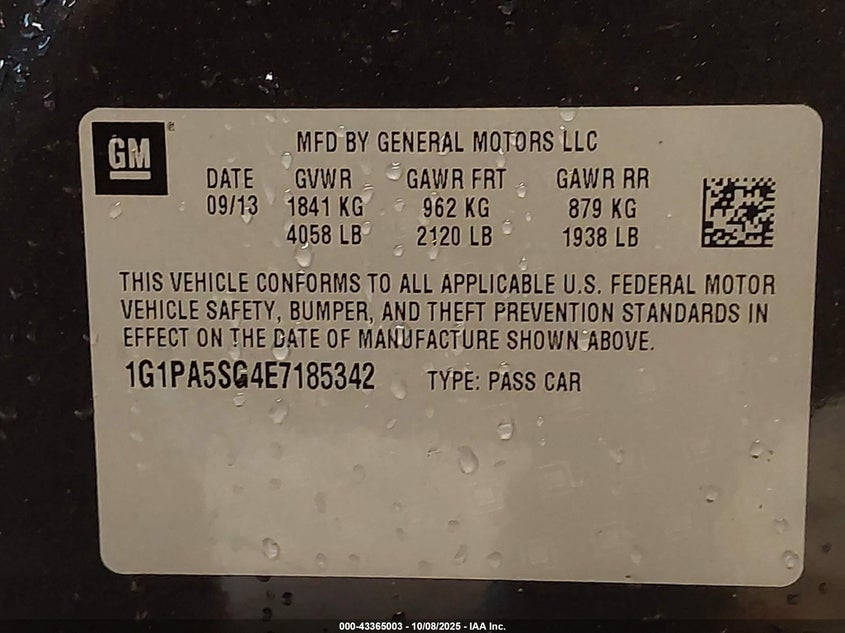 GM
MFD BY GENERAL MOTORS LLC
DATE GVWR GAWR FRT GAWR RR
09/13 1841 KG 962 KG 879 KG
4058 LB 2120 LB 1938 LB
THIS VEHICLE CONFORMS TO ALL APPLICABLE U.S. FEDERAL MOTOR
VEHICLE SAFETY, BUMPER, AND THEFT PREVENTION STANDARDS IN
EFFECT ON THE DATE OF MANUFACTURE SHOWN ABOVE.
1G1PA5SG4E7185342 TYPE: PASS CAR
000-43365003 - 10/08/2025 - IAA Inc.